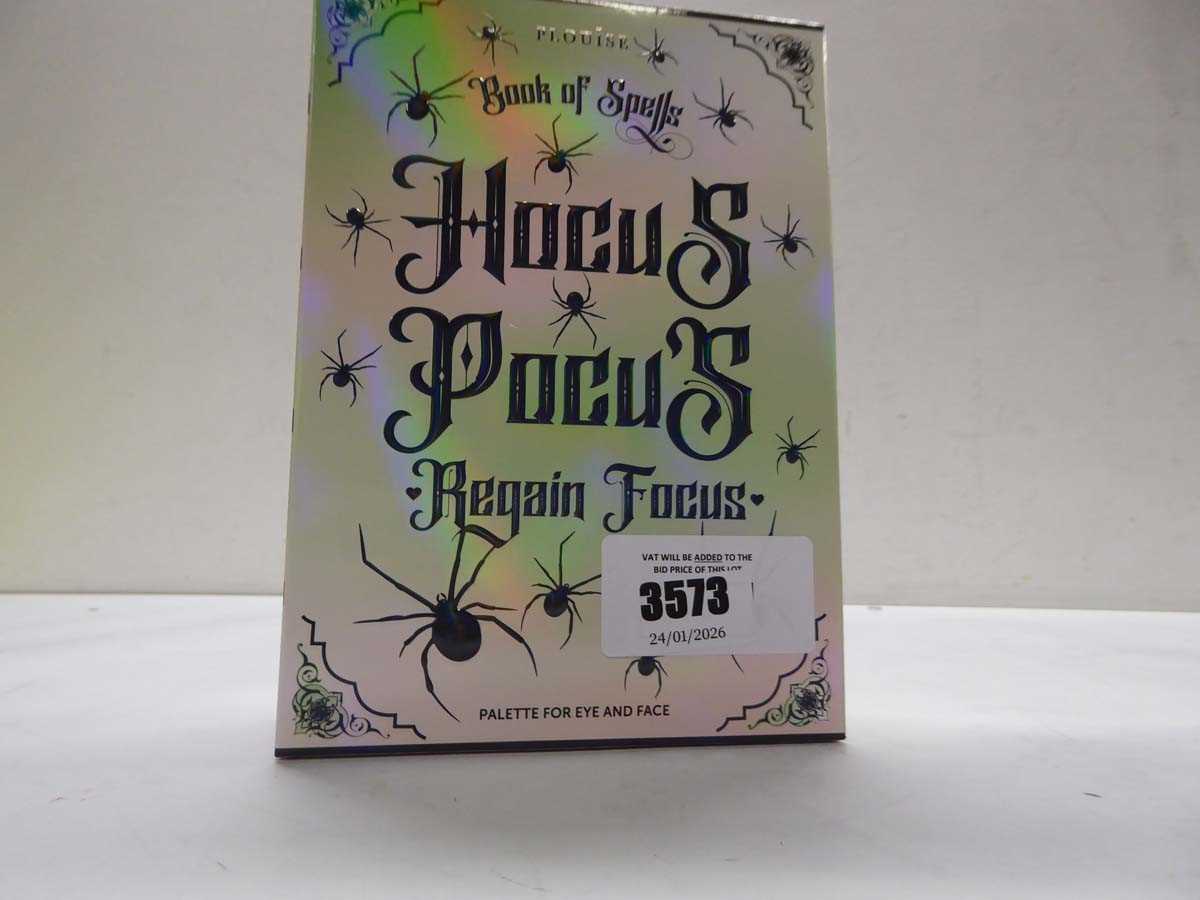 PLOUISE
Book of Spells
Hocus
Pocu's
Regain Focus
VAT WILL BE ADDED TO THE
BID PRICE OF THIS LOT
3573
24/01/2026
PALETTE FOR EYE AND FACE